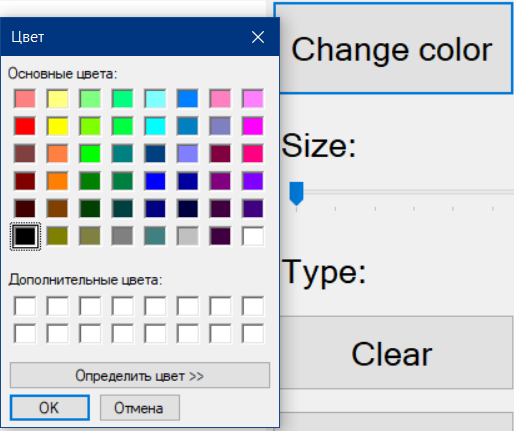 Цвет
Основные цвета:
Дополнительные цвета:
Определить цвет >>
OK
Отмена
Change color
Size:
Type:
Clear